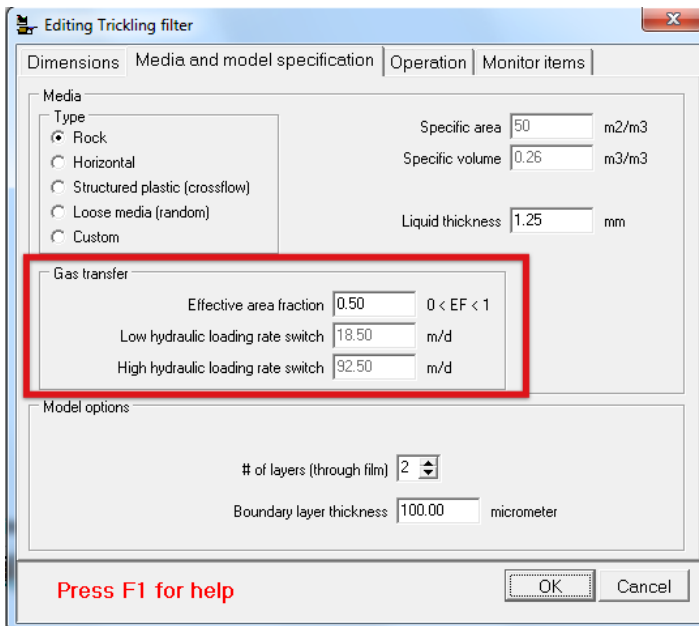 Editing Trickling filter
x
Dimensions Media and model specification Operation Monitor items
Media
Type
Rock
Horizontal
Structured plastic (crossflow)
Loose media (random)
Custom
Specific area 50 m2/m3
Specific volume 0.26 m3/m3
Liquid thickness 1.25 mm
Gas transfer
Effective area fraction 0.50 0 < EF < 1
Low hydraulic loading rate switch 18.50 m/d
High hydraulic loading rate switch 92.50 m/d
Model options
# of layers (through film) 2
Boundary layer thickness 100.00 micrometer
Press F1 for help
OK Cancel